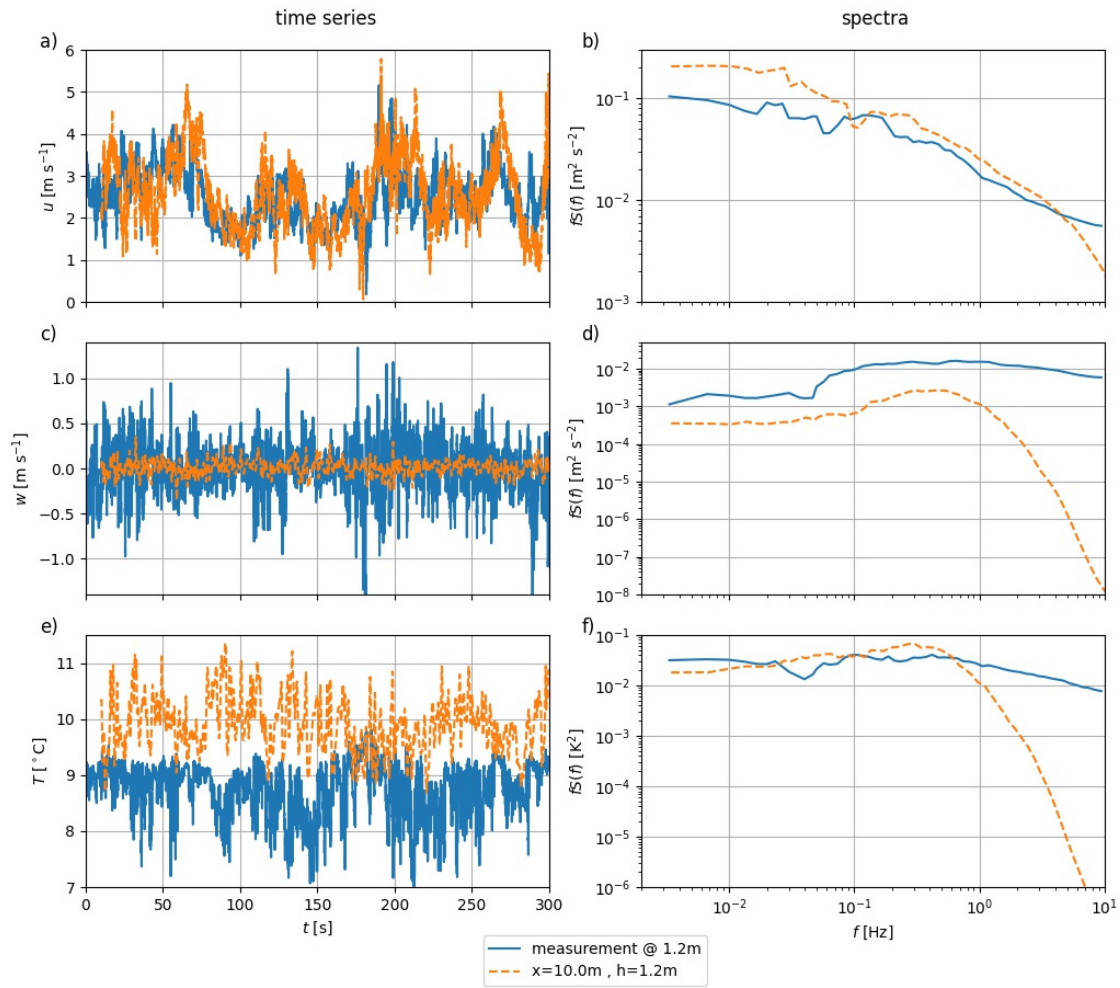 time series
spectra
a)
6
5
4
3
2
1
0
u [m s⁻¹]
b)
10⁻¹
10⁻²
10⁻³
fS(f) [m² s⁻²]
c)
1.0
0.5
0.0
−0.5
−1.0
w [m s⁻¹]
d)
10⁻²
10⁻³
10⁻⁴
10⁻⁵
10⁻⁶
10⁻⁷
10⁻⁸
fS(f) [m² s⁻²]
e)
11
10
9
8
7
T [°C]
0 50 100 150 200 250 300
t [s]
f)
10⁻¹
10⁻²
10⁻³
10⁻⁴
10⁻⁵
10⁻⁶
fS(f) [K²]
10⁻² 10⁻¹ 10⁰ 10¹
f [Hz]
measurement @ 1.2m
x=10.0m , h=1.2m